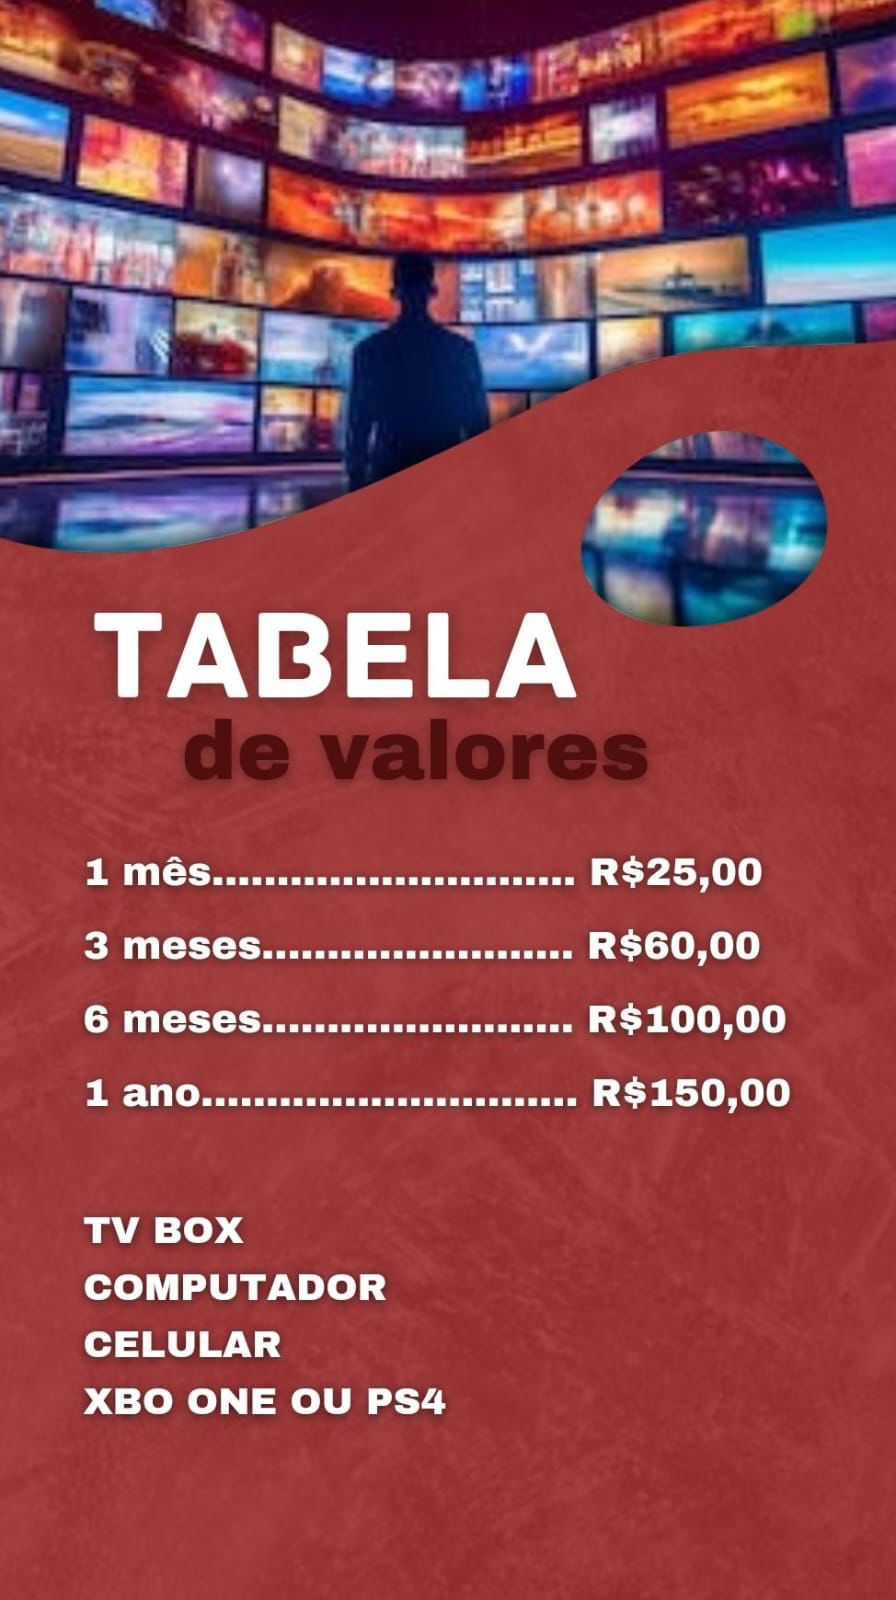 TABELA
de valores
1 mês............................ R$25,00
3 meses........................ R$60,00
6 meses........................ R$100,00
1 ano............................. R$150,00
TV BOX
COMPUTADOR
CELULAR
XBO ONE OU PS4